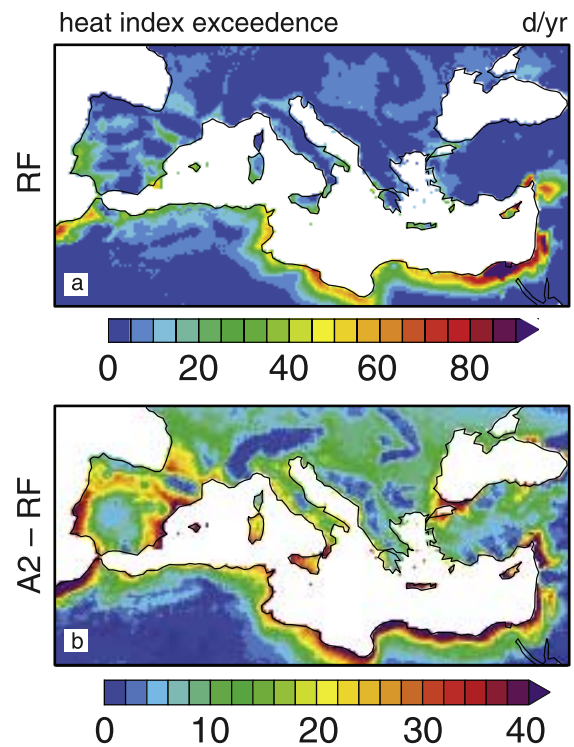 heat index exceedence d/yr
RF
a
0 20 40 60 80
A2 – RF
b
0 10 20 30 40